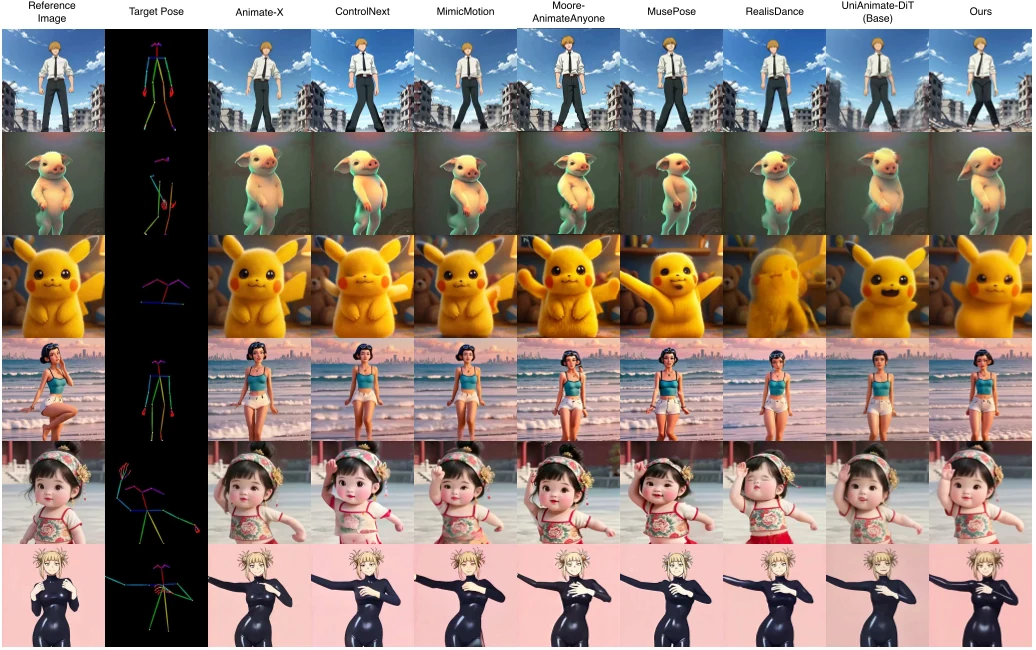 Reference
Image
Target Pose
Animate-X
ControlNext
MimicMotion
Moore-
AnimateAnyone
MusePose
RealisDance
UniAnimate-DiT
(Base)
Ours